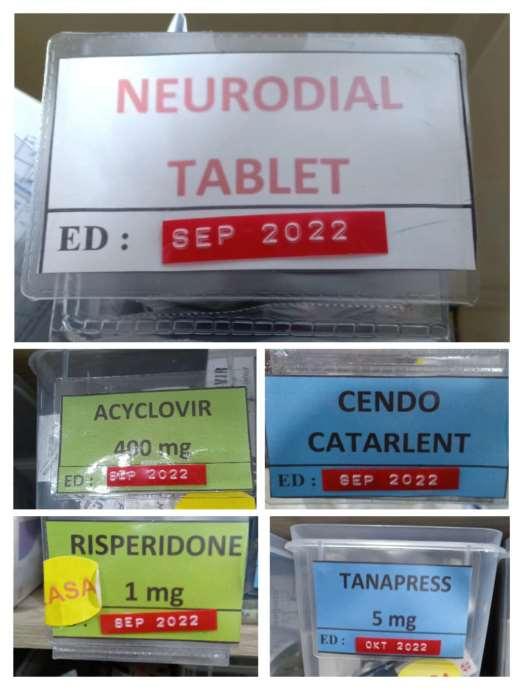 NEURODIAL
TABLET
ED : SEP 2022
ACYCLOVIR
400 mg
ED : SEP 2022
CENDO
CATARLENT
ED : SEP 2022
RISPERIDONE
1 mg
ASA
: SEP 2022
TANAPRESS
5 mg
ED : OKT 2022